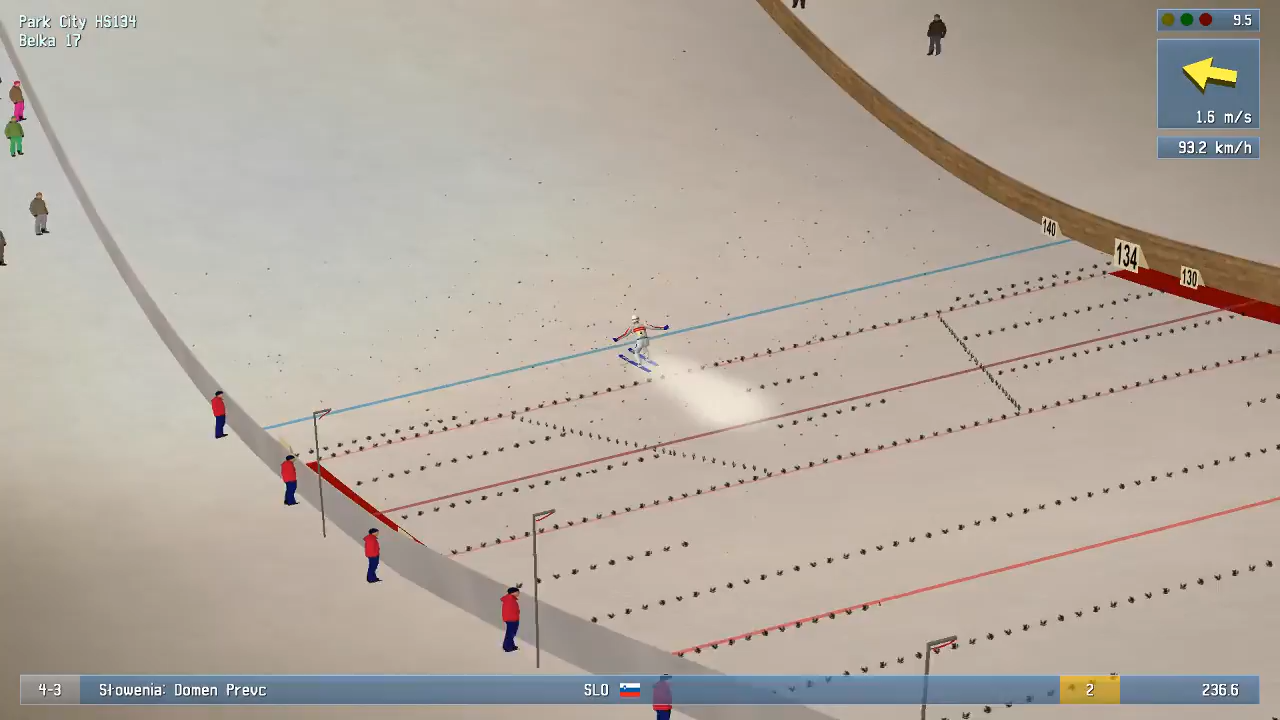 Park City HS134
Belka 17
9.5
1.6 m/s
93.2 km/h
140
134
130
4-3 Słowenia: Domen Prevc SLO 2 236.6